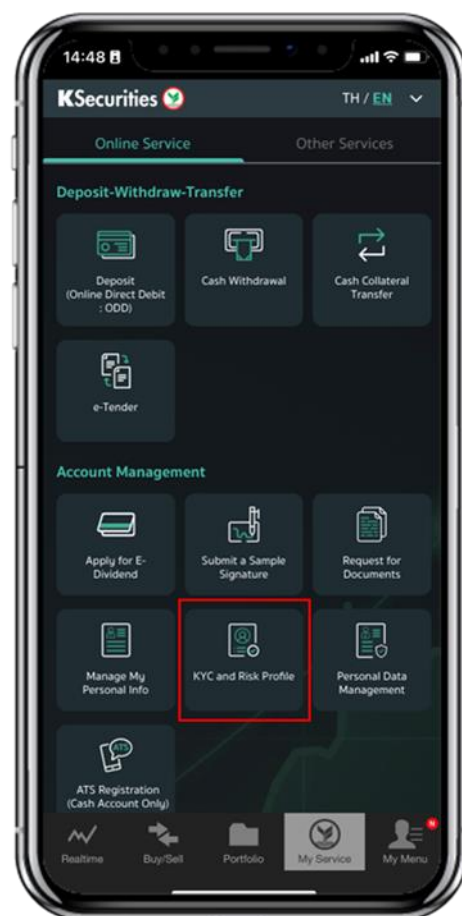 14:48
KSecurities
TH / EN
Online Service
Other Services
Deposit-Withdraw-Transfer
Deposit
(Online Direct Debit
: ODD)
Cash Withdrawal
Cash Collateral
Transfer
e-Tender
Account Management
Apply for E-
Dividend
Submit a Sample
Signature
Request for
Documents
Manage My
Personal Info
KYC and Risk Profile
Personal Data
Management
ATS
ATS Registration
(Cash Account Only)
N
Realtime
Buy/Sell
Portfolio
My Service
My Menu